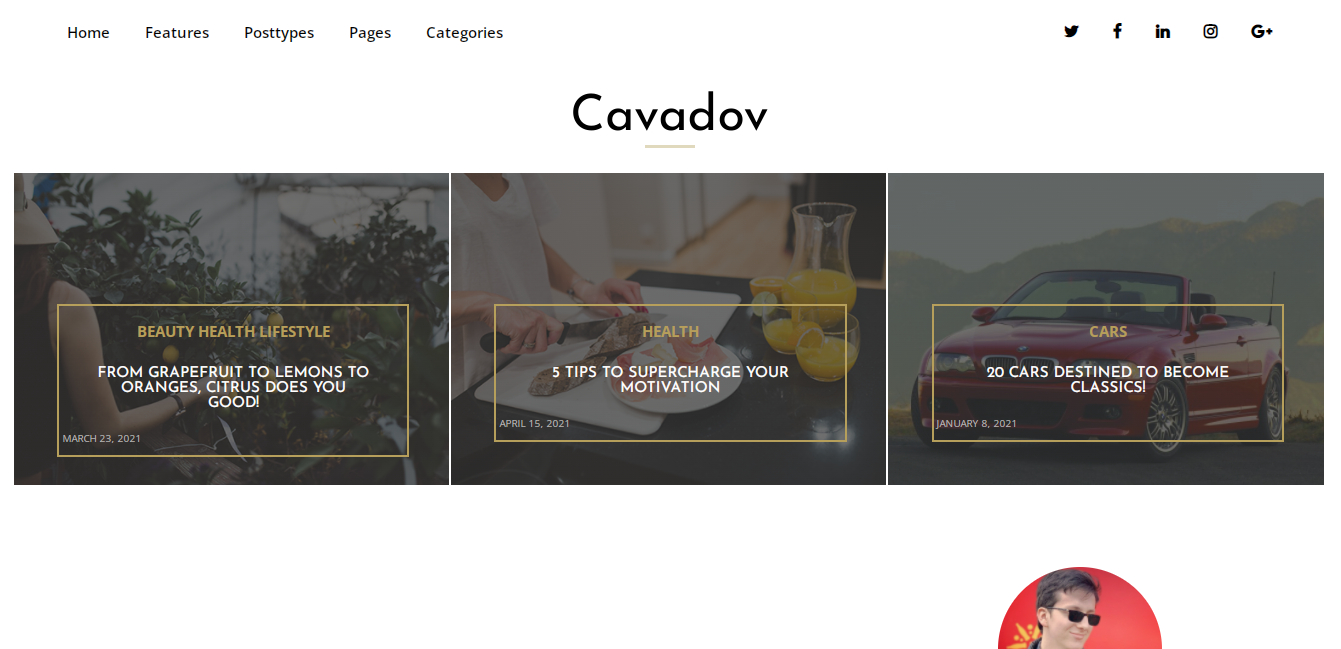 Home Features Posttypes Pages Categories
Cavadov
BEAUTY HEALTH LIFESTYLE
FROM GRAPEFRUIT TO LEMONS TO
ORANGES, CITRUS DOES YOU
GOOD!
MARCH 23, 2021
HEALTH
5 TIPS TO SUPERCHARGE YOUR
MOTIVATION
APRIL 15, 2021
CARS
20 CARS DESTINED TO BECOME
CLASSICS!
JANUARY 8, 2021